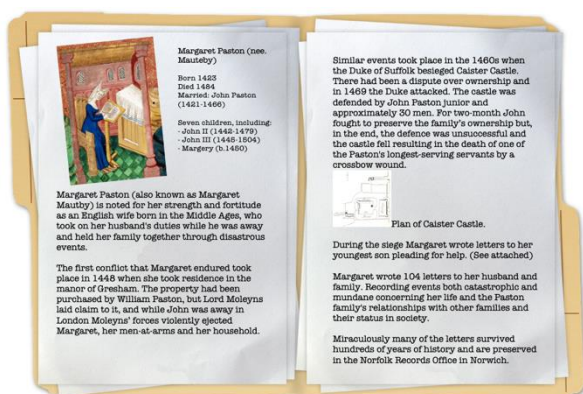 Margaret Paston (nee.
Mauteby)
Born 1423
Died 1484
Married: John Paston
(1421-1466)
Seven children, including:
- John II (1442-1479)
- John III (1448-1504)
- Margery (b.1450)
Margaret Paston (also known as Margaret
Mautby) is noted for her strength and fortitude
as an English wife born in the Middle Ages, who
took on her husband's duties while he was away
and held her family together through disastrous
events.
The first conflict that Margaret endured took
place in 1448 when she took residence in the
manor of Gresham. The property had been
purchased by William Paston, but Lord Moleyns
laid claim to it, and while John was away in
London Moleyns' forces violently ejected
Margaret, her men-at-arms and her household.
Similar events took place in the 1460s when
the Duke of Suffolk besieged Caister Castle.
There had been a dispute over ownership and
in 1469 the Duke attacked. The castle was
defended by John Paston junior and
approximately 30 men. For two-month John
fought to preserve the family's ownership but,
in the end, the defence was unsuccessful and
the castle fell resulting in the death of one of
the Paston's longest-serving servants by a
crossbow wound.
Plan of Caister Castle.
During the siege Margaret wrote letters to her
youngest son pleading for help. (See attached)
Margaret wrote 104 letters to her husband and
family. Recording events both catastrophic and
mundane concerning her life and the Paston
family's relationships with other families and
their status in society.
Miraculously many of the letters survived
hundreds of years of history and are preserved
in the Norfolk Records Office in Norwich.